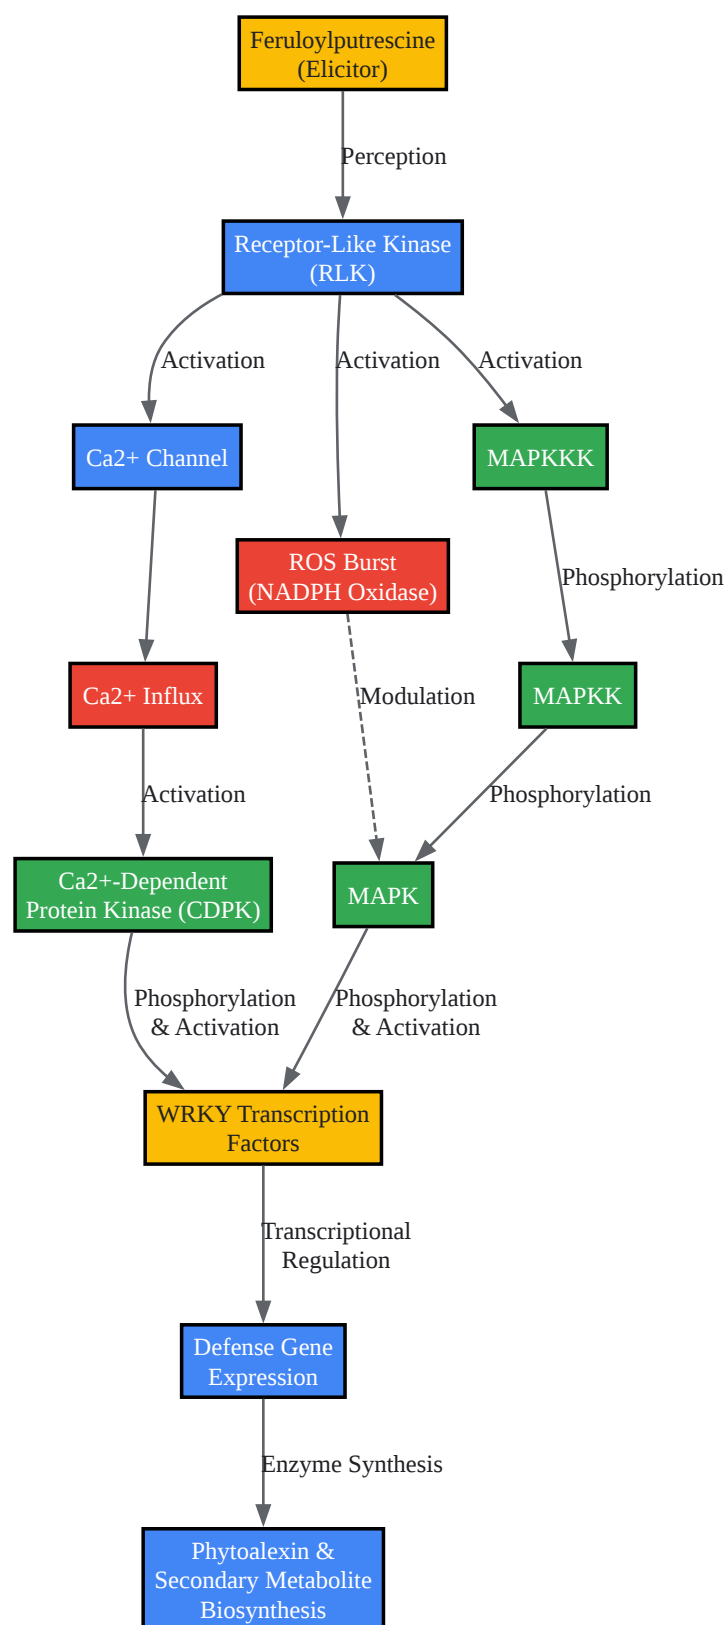 Feruloylputrescine
(Elicitor)
Perception
Receptor-Like Kinase
(RLK)
Activation
Activation
Activation
Ca2+ Channel
MAPKKK
ROS Burst
(NADPH Oxidase)
Phosphorylation
Ca2+ Influx
Modulation
MAPKK
Activation
Phosphorylation
Ca2+-Dependent
Protein Kinase (CDPK)
MAPK
Phosphorylation
& Activation
Phosphorylation
& Activation
WRKY Transcription
Factors
Transcriptional
Regulation
Defense Gene
Expression
Enzyme Synthesis
Phytoalexin &
Secondary Metabolite
Biosynthesis